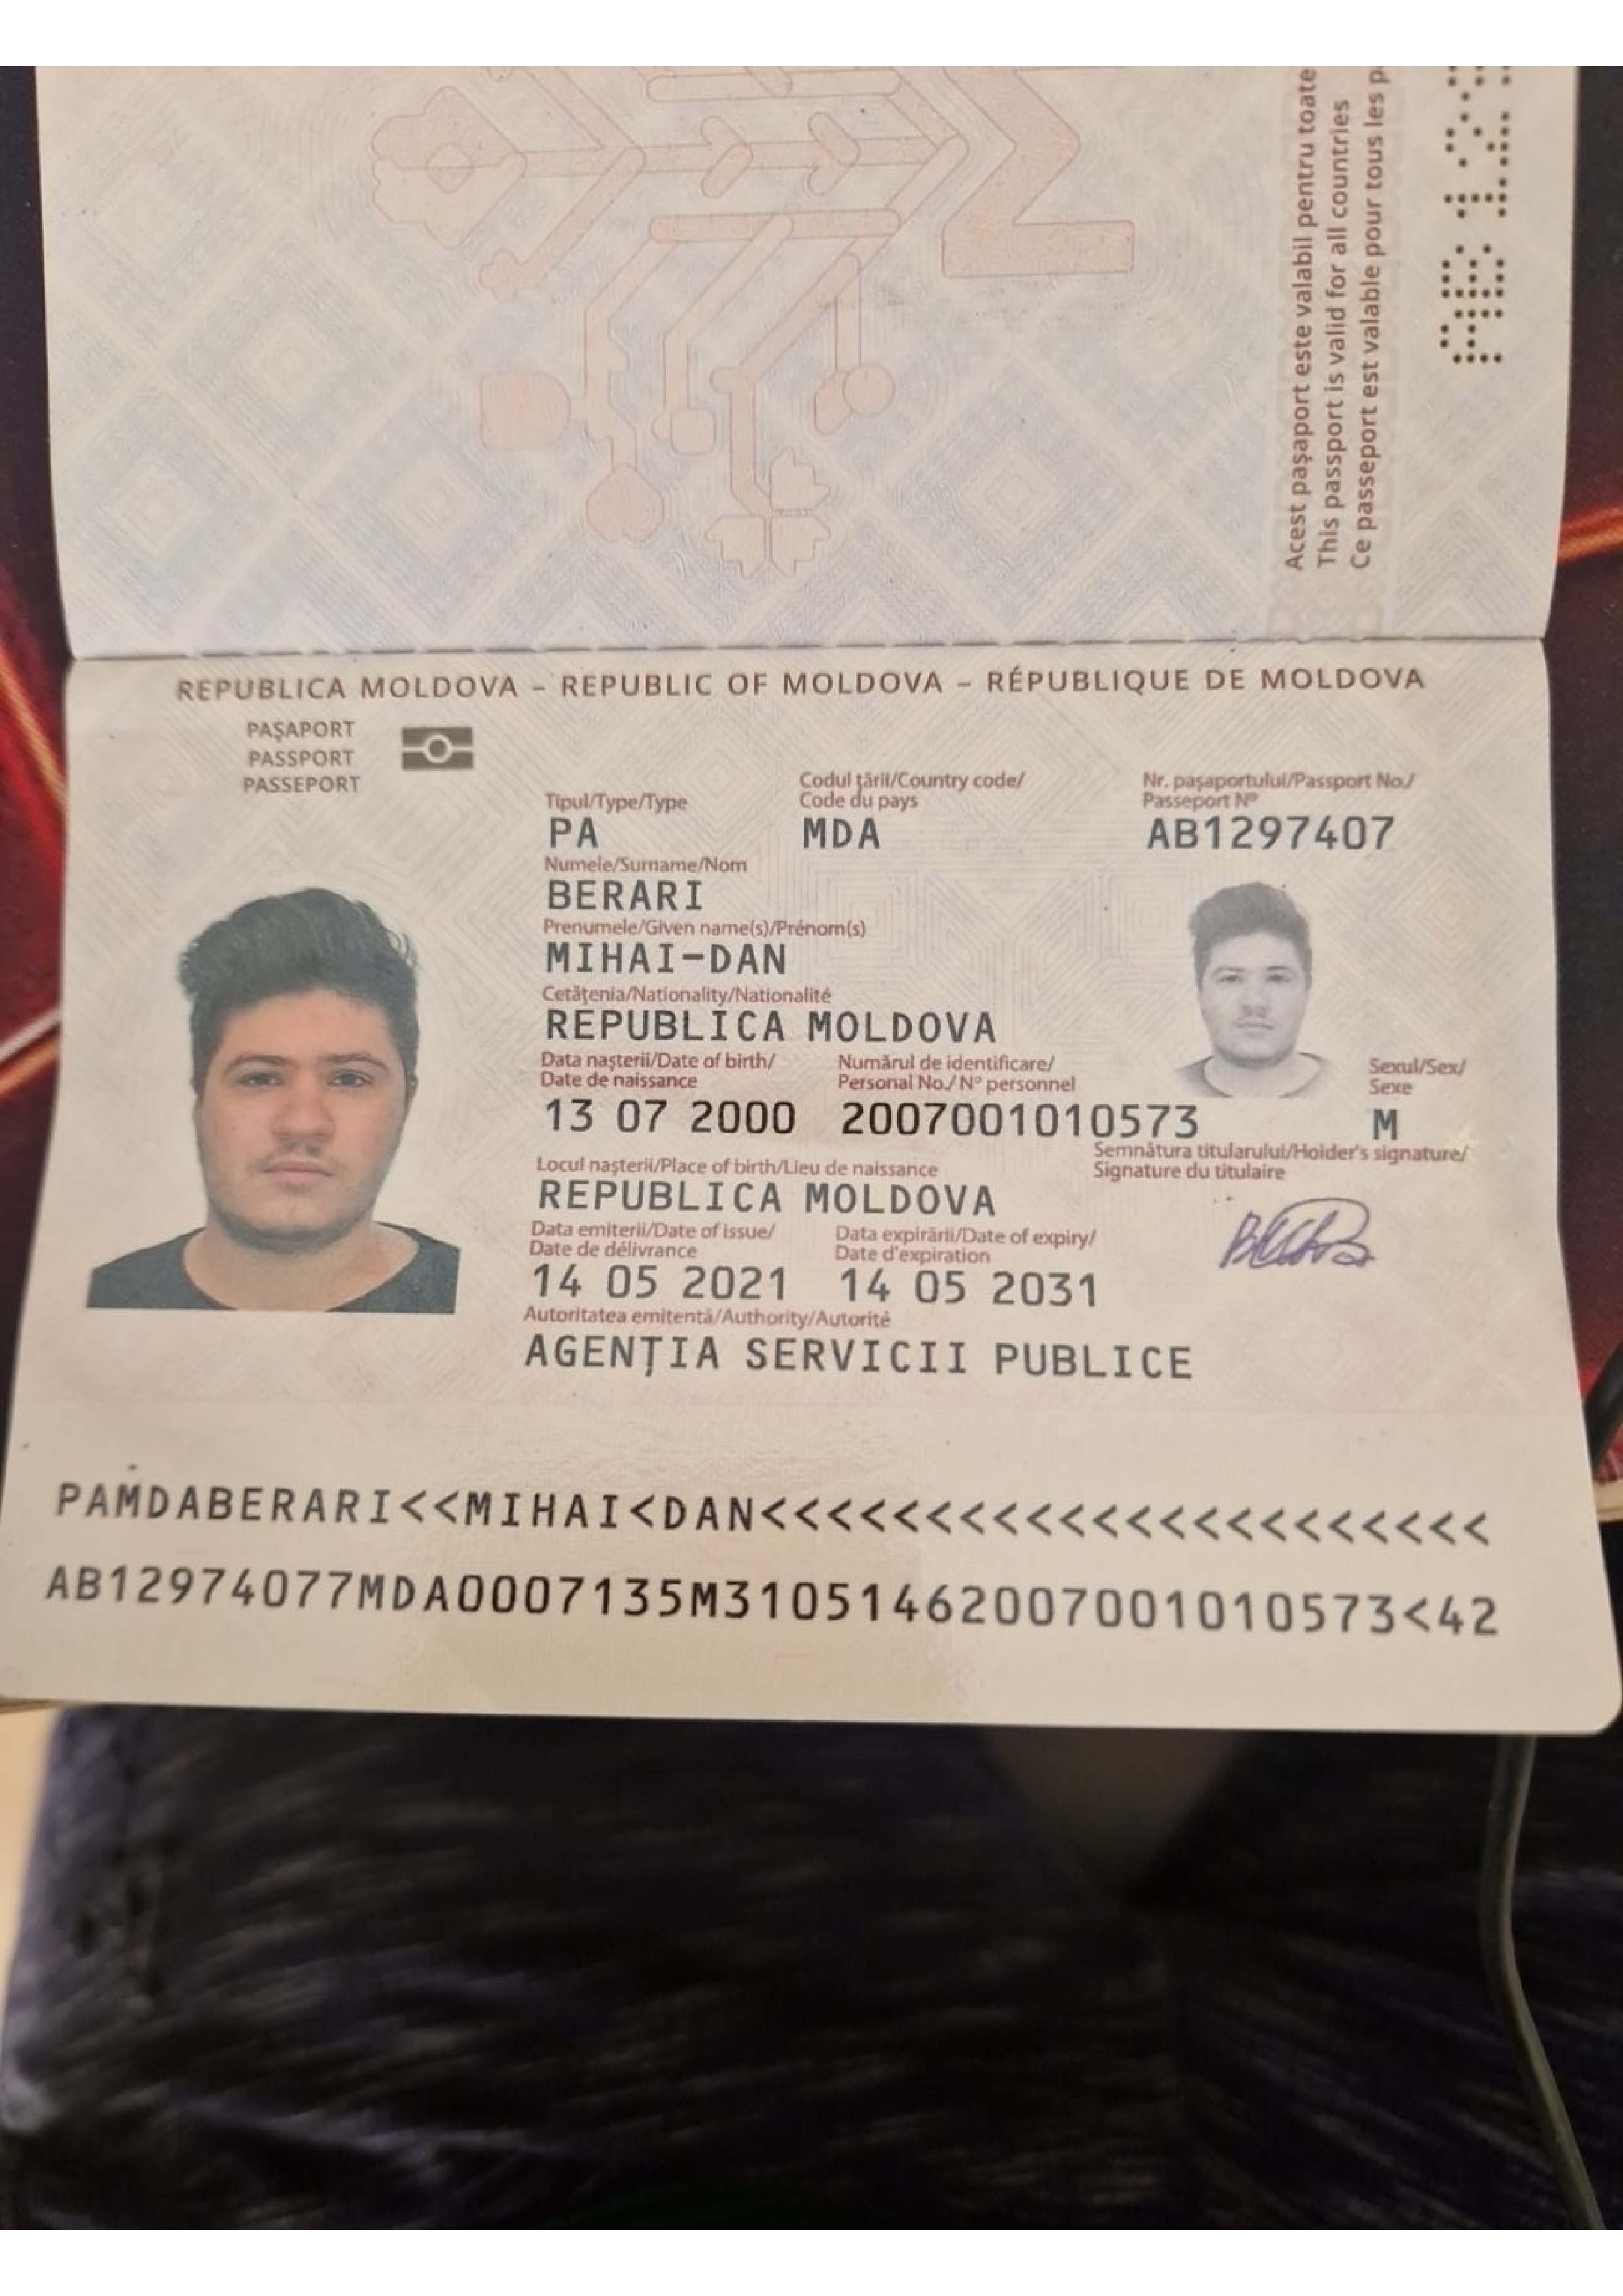 Acest paşaport este valabil pentru toate
This passport is valid for all countries
Ce passeport est valable pour tous les
REPUBLICA MOLDOVA – REPUBLIC OF MOLDOVA – RÉPUBLIQUE DE MOLDOVA
PAŞAPORT
PASSPORT
PASSEPORT
Tipul/Type/Type
Codul ţării/Country code/
Code du pays
Nr. paşaportului/Passport No./
Passeport Nº
PA MDA AB1297407
Numele/Surname/Nom
BERARI
Prenumele/Given name(s)/Prénom(s)
MIHAI-DAN
Cetăţenia/Nationality/Nationalité
REPUBLICA MOLDOVA
Data naşterii/Date of birth/
Date de naissance
Numărul de identificare/
Personal No./ Nº personnel
Sexul/Sex/
Sexe
13 07 2000 2007001010573 M
Locul naşterii/Place of birth/Lieu de naissance
REPUBLICA MOLDOVA
Semnătura titularului/Holder's signature/
Signature du titulaire
Data emiterii/Date of issue/
Date de délivrance
Data expirării/Date of expiry/
Date d'expiration
14 05 2021 14 05 2031
Autoritatea emitentă/Authority/Autorité
AGENŢIA SERVICII PUBLICE
PAMDABERARI<<MIHAI<DAN<<<<<<<<<<<<<<<<<<<<<<
AB12974077MDA0007135M31051462007001010573<42